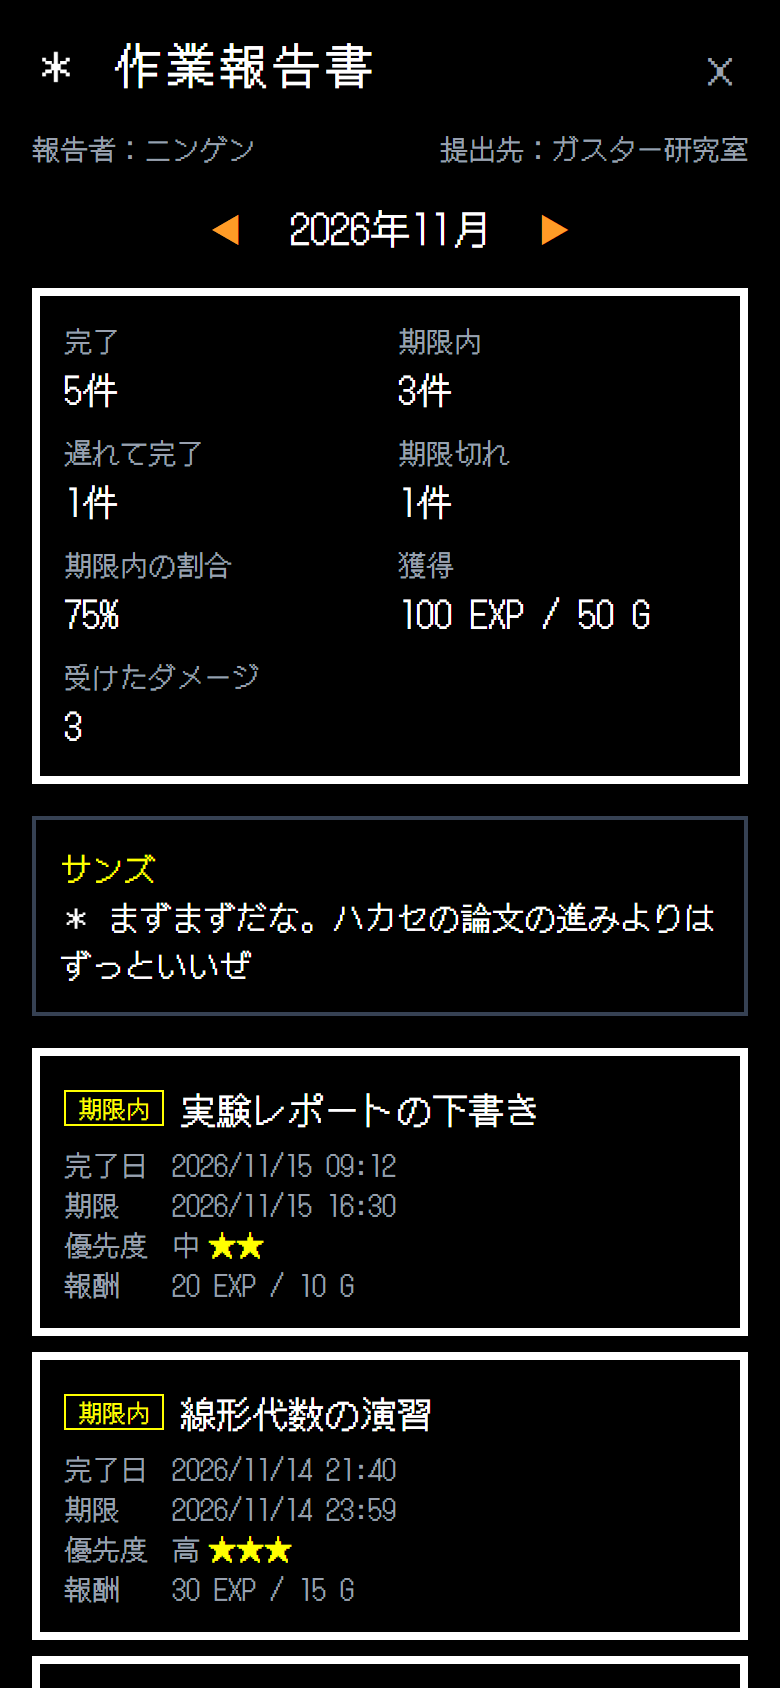 * 作業報告書 X
報告者：ニンゲン 提出先：ガスター研究室
◀ 2026年11月 ▶
完了 期限内
5件 3件
遅れて完了 期限切れ
1件 1件
期限内の割合 獲得
75% 100 EXP / 50 G
受けたダメージ
3
サンズ
* まずまずだな。ハカセの論文の進みよりは
ずっといいぜ
期限内 実験レポートの下書き
完了日 2026/11/15 09:12
期限 2026/11/15 16:30
優先度 中 ★★
報酬 20 EXP / 10 G
期限内 線形代数の演習
完了日 2026/11/14 21:40
期限 2026/11/14 23:59
優先度 高 ★★★
報酬 30 EXP / 15 G